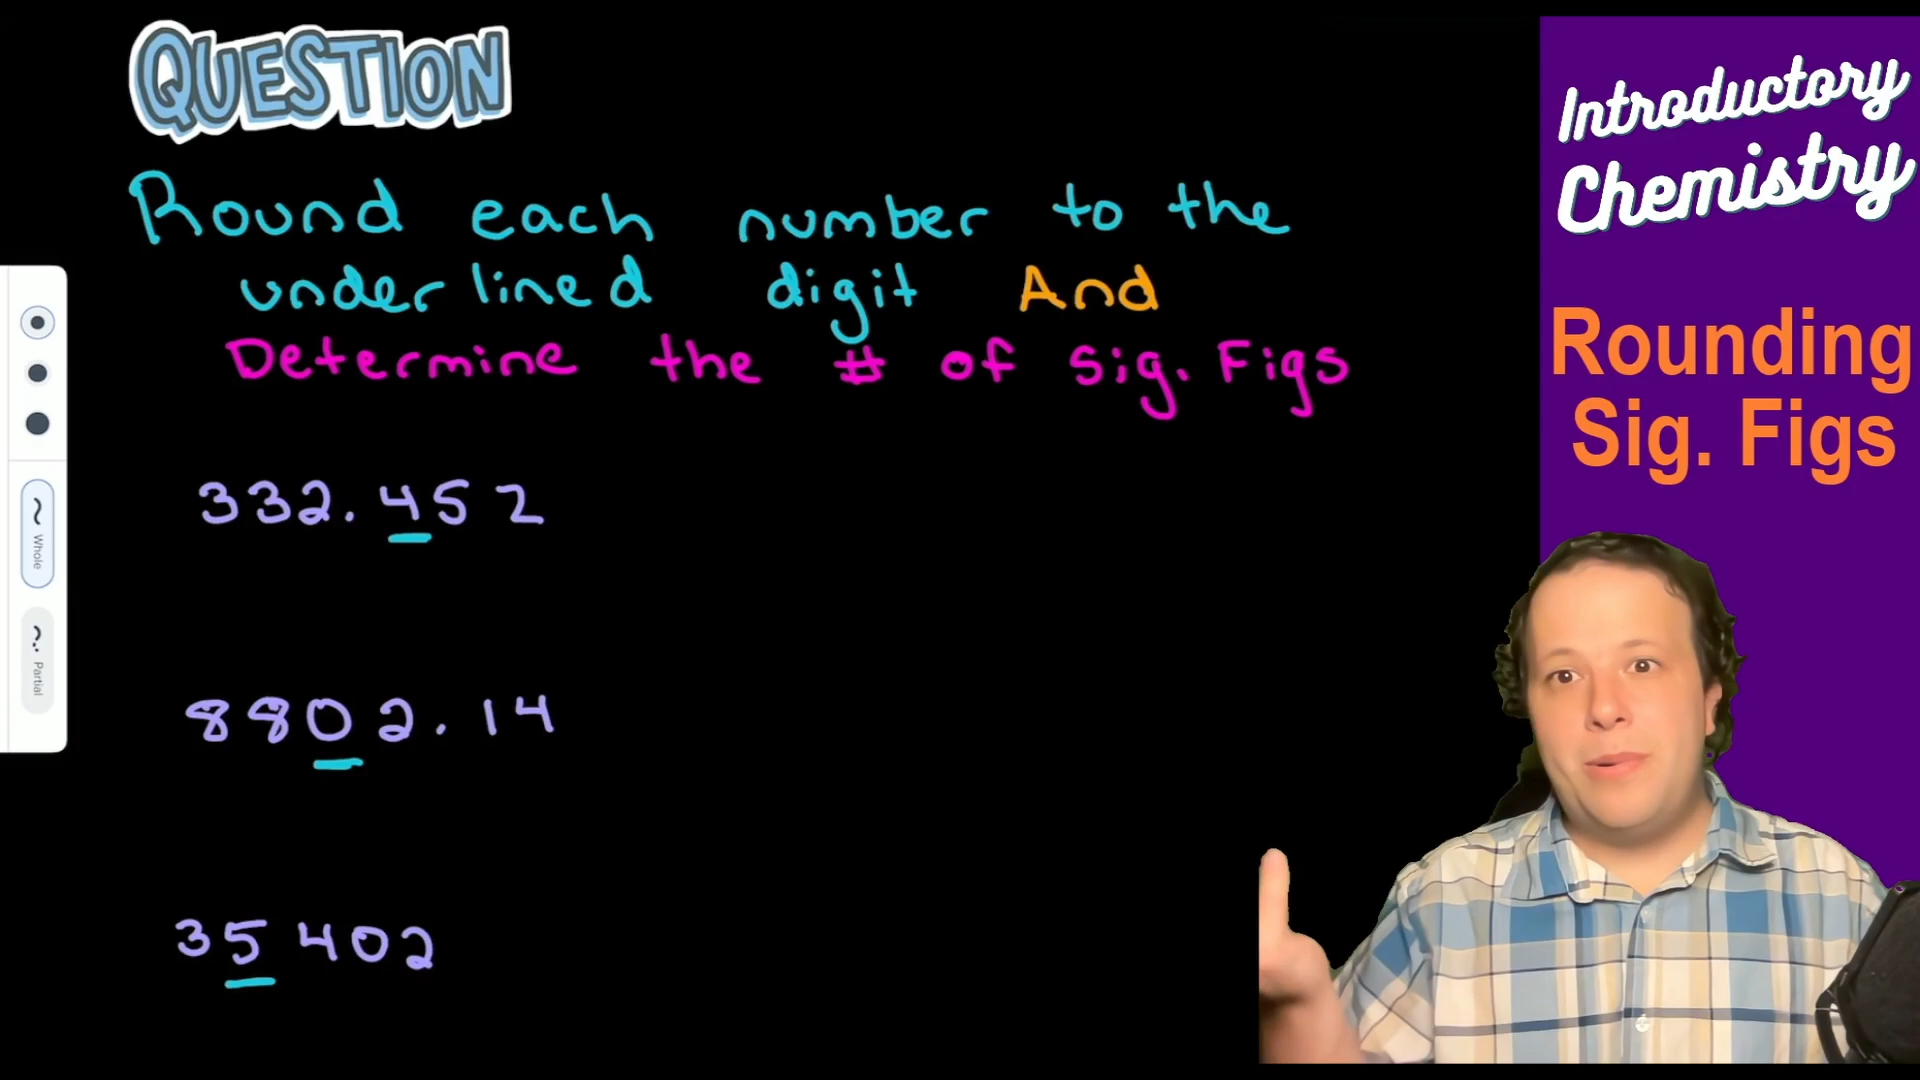 QUESTION
Round each number to the
underlined digit And
Determine the # of Sig. Figs
332.452
8802.14
35402
Introductory
Chemistry
Rounding
Sig. Figs
Whole
Partial